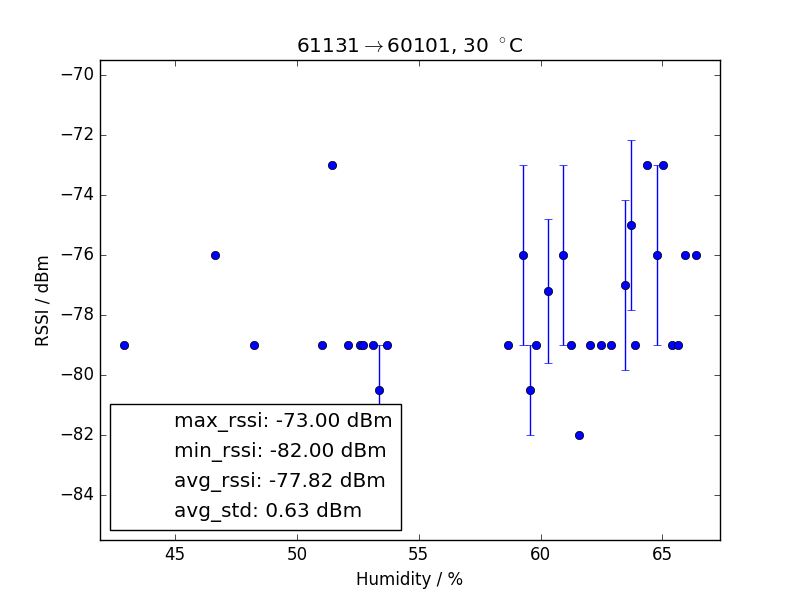 61131→60101, 30 °C
RSSI / dBm
−70
−72
−74
−76
−78
−80
−82
−84
max_rssi: -73.00 dBm
min_rssi: -82.00 dBm
avg_rssi: -77.82 dBm
avg_std: 0.63 dBm
45 50 55 60 65
Humidity / %